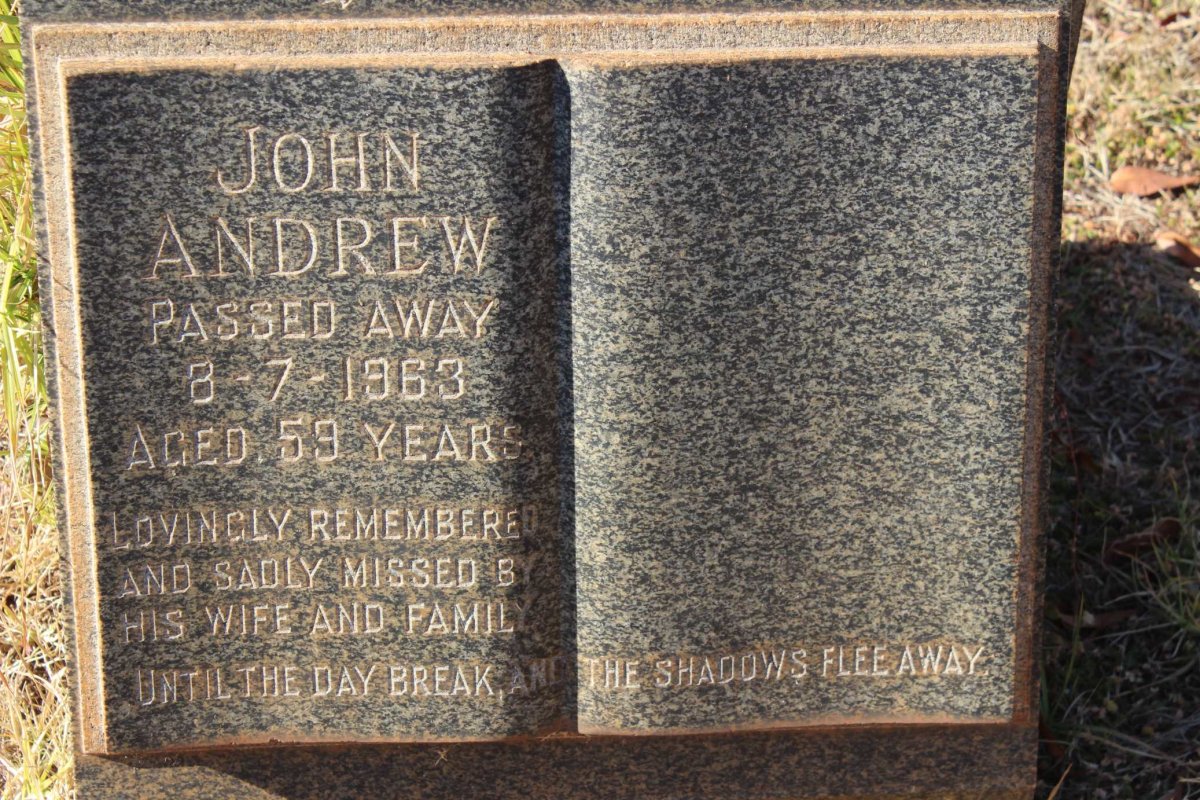 JOHN
ANDREW
PASSED AWAY
8-7-1963
AGED 59 YEARS
LOVINGLY REMEMBERED
AND SADLY MISSED BY
HIS WIFE AND FAMILY
UNTIL THE DAY BREAK, AND THE SHADOWS FLEE AWAY.